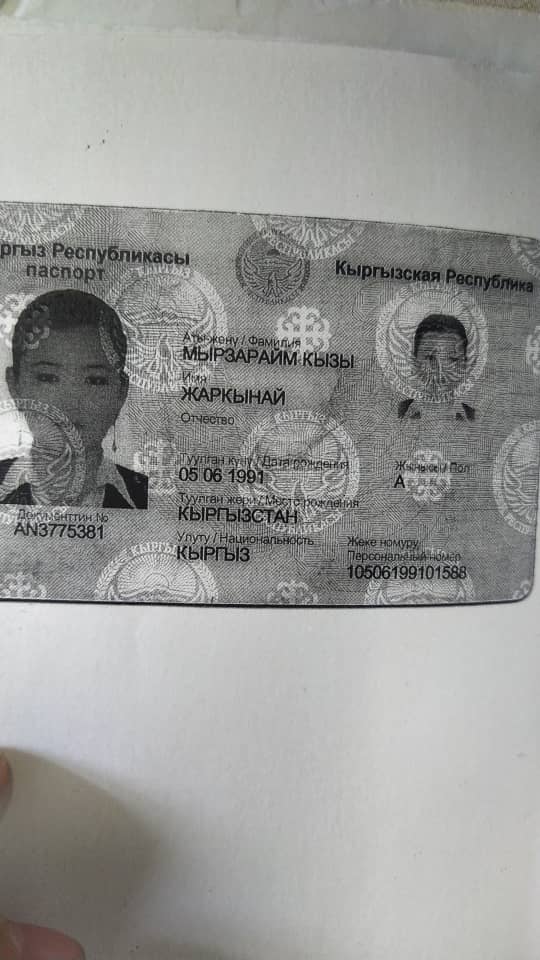 ргыз Республикасы
паспорт
Кыргызская Республика
Аты-жөнү / Фамилия
МЫРЗАРАЙМ КЫЗЫ
Имя
ЖАРКЫНАЙ
Отчество
Туулган күнү / Дата рождения
05 06 1991
Жынысы / Пол
А
Туулган жери / Место рождения
КЫРГЫЗСТАН
Документтин №
AN3775381
Улуту / Национальность
КЫРГЫЗ
Жеке номуру
Персональный номер
10506199101588